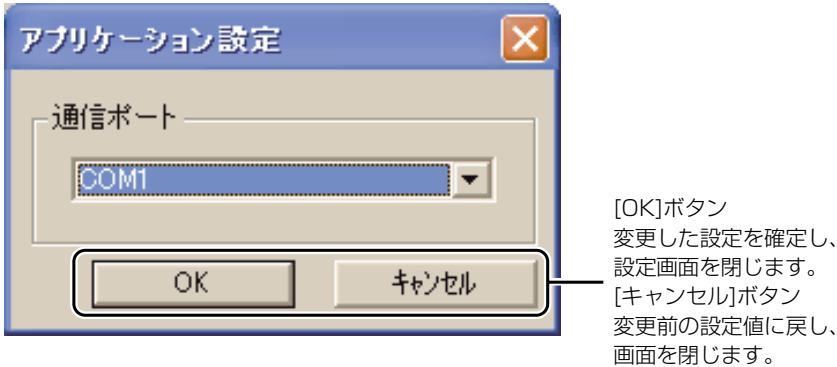 アプリケーション設定
通信ポート
COM1
OK
キャンセル
[OK]ボタン
変更した設定を確定し、
設定画面を閉じます。
[キャンセル]ボタン
変更前の設定値に戻し、
画面を閉じます。